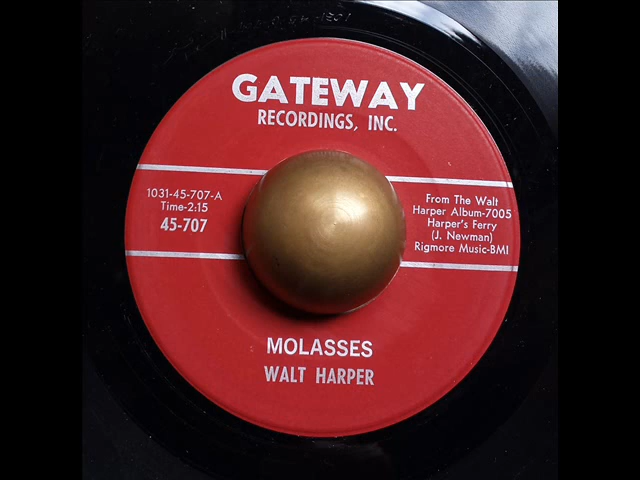 GATEWAY
RECORDINGS, INC.
1031-45-707-A
Time-2:15
45-707
From The Walt
Harper Album-7005
Harper's Ferry
(J. Newman)
Rigmore Music-BMI
MOLASSES
WALT HARPER